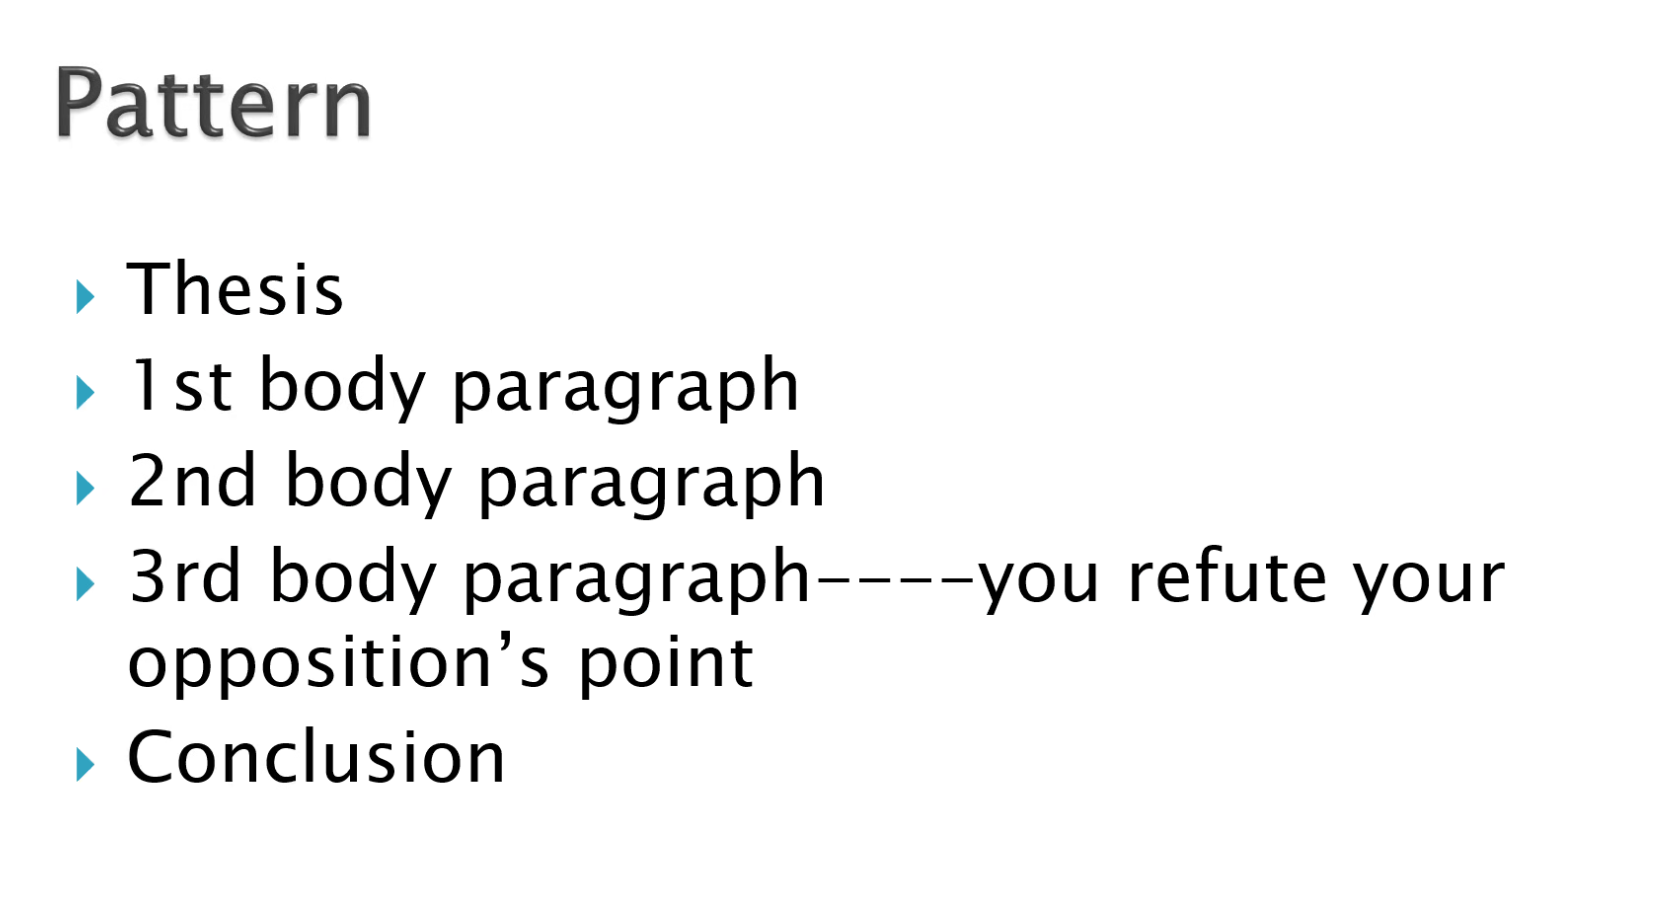 Pattern
Thesis
1st body paragraph
2nd body paragraph
3rd body paragraph----you refute your
opposition’s point
Conclusion